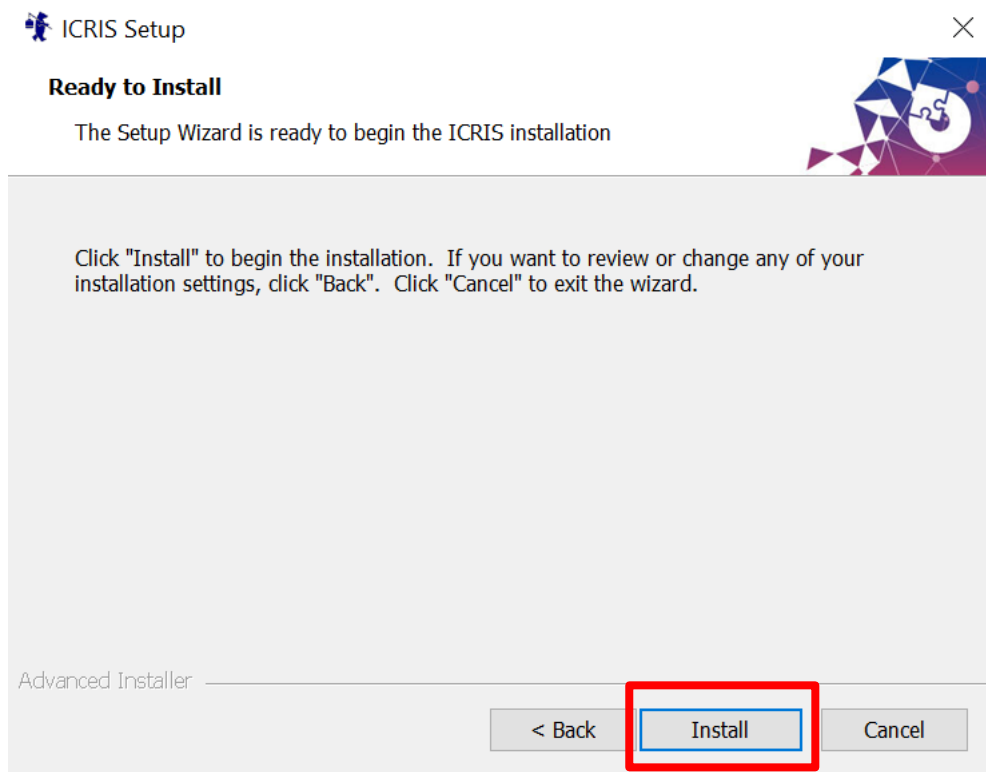 ICRIS Setup
Ready to Install
The Setup Wizard is ready to begin the ICRIS installation
Click "Install" to begin the installation.  If you want to review or change any of your
installation settings, click "Back".  Click "Cancel" to exit the wizard.
Advanced Installer
< Back
Install
Cancel